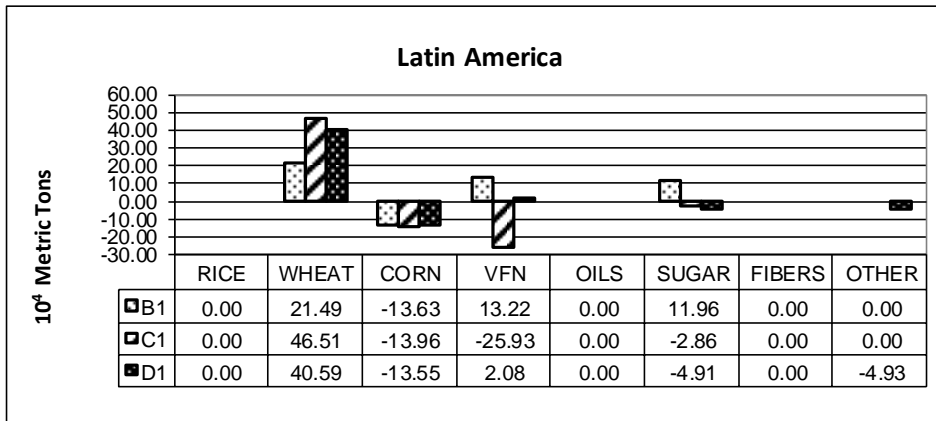 Latin America
10⁴ Metric Tons
60.00
50.00
40.00
30.00
20.00
10.00
0.00
-10.00
-20.00
-30.00
RICE WHEAT CORN VFN OILS SUGAR FIBERS OTHER
B1 0.00 21.49 -13.63 13.22 0.00 11.96 0.00 0.00
C1 0.00 46.51 -13.96 -25.93 0.00 -2.86 0.00 0.00
D1 0.00 40.59 -13.55 2.08 0.00 -4.91 0.00 -4.93